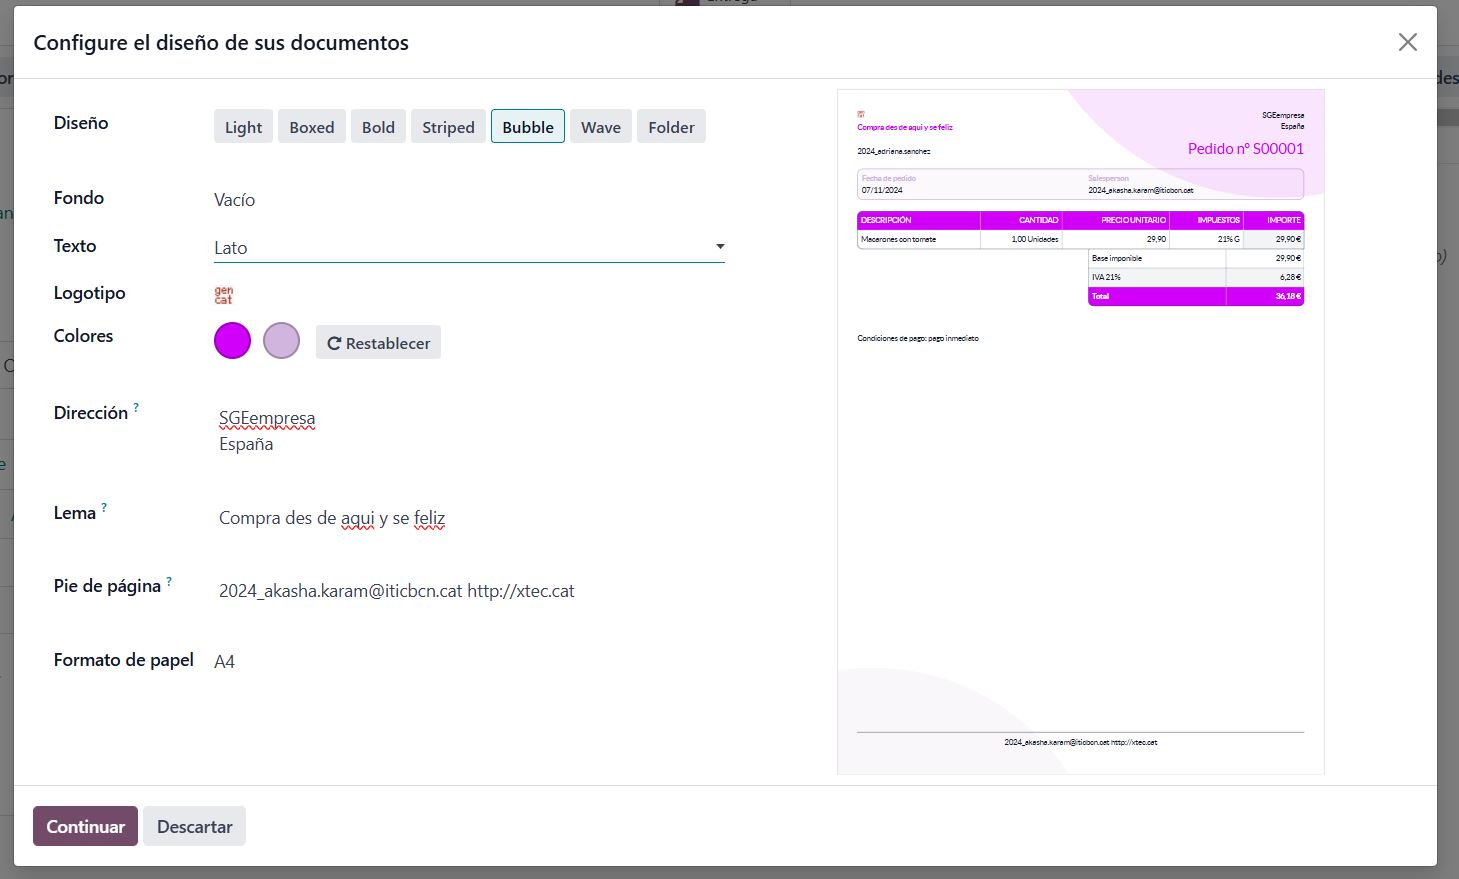 Entrega
Configure el diseño de sus documentos
Diseño
Light Boxed Bold Striped Bubble Wave Folder
Fondo
Vacío
Texto
Lato
Logotipo
gen
cat
Colores
Restablecer
Dirección ?
SGEempresa
España
Lema ?
Compra des de aqui y se feliz
Pie de página ?
2024_akasha.karam@iticbcn.cat http://xtec.cat
Formato de papel
A4
Continuar Descartar
Compra des de aqui y se feliz
2024_adriana.sanchez
SGEempresa
España
Pedido nº S00001
Fecha de pedido Salesperson
07/11/2024 2024_akasha.karam@iticbcn.cat
DESCRIPCIÓN CANTIDAD PRECIO UNITARIO IMPUESTOS IMPORTE
Macarones con tomate 1,00 Unidades 29,90 21% G 29,90 €
Base imponible 29,90 €
IVA 21% 6,28 €
Total 36,18 €
Condiciones de pago: pago inmediato
2024_akasha.karam@iticbcn.cat http://xtec.cat